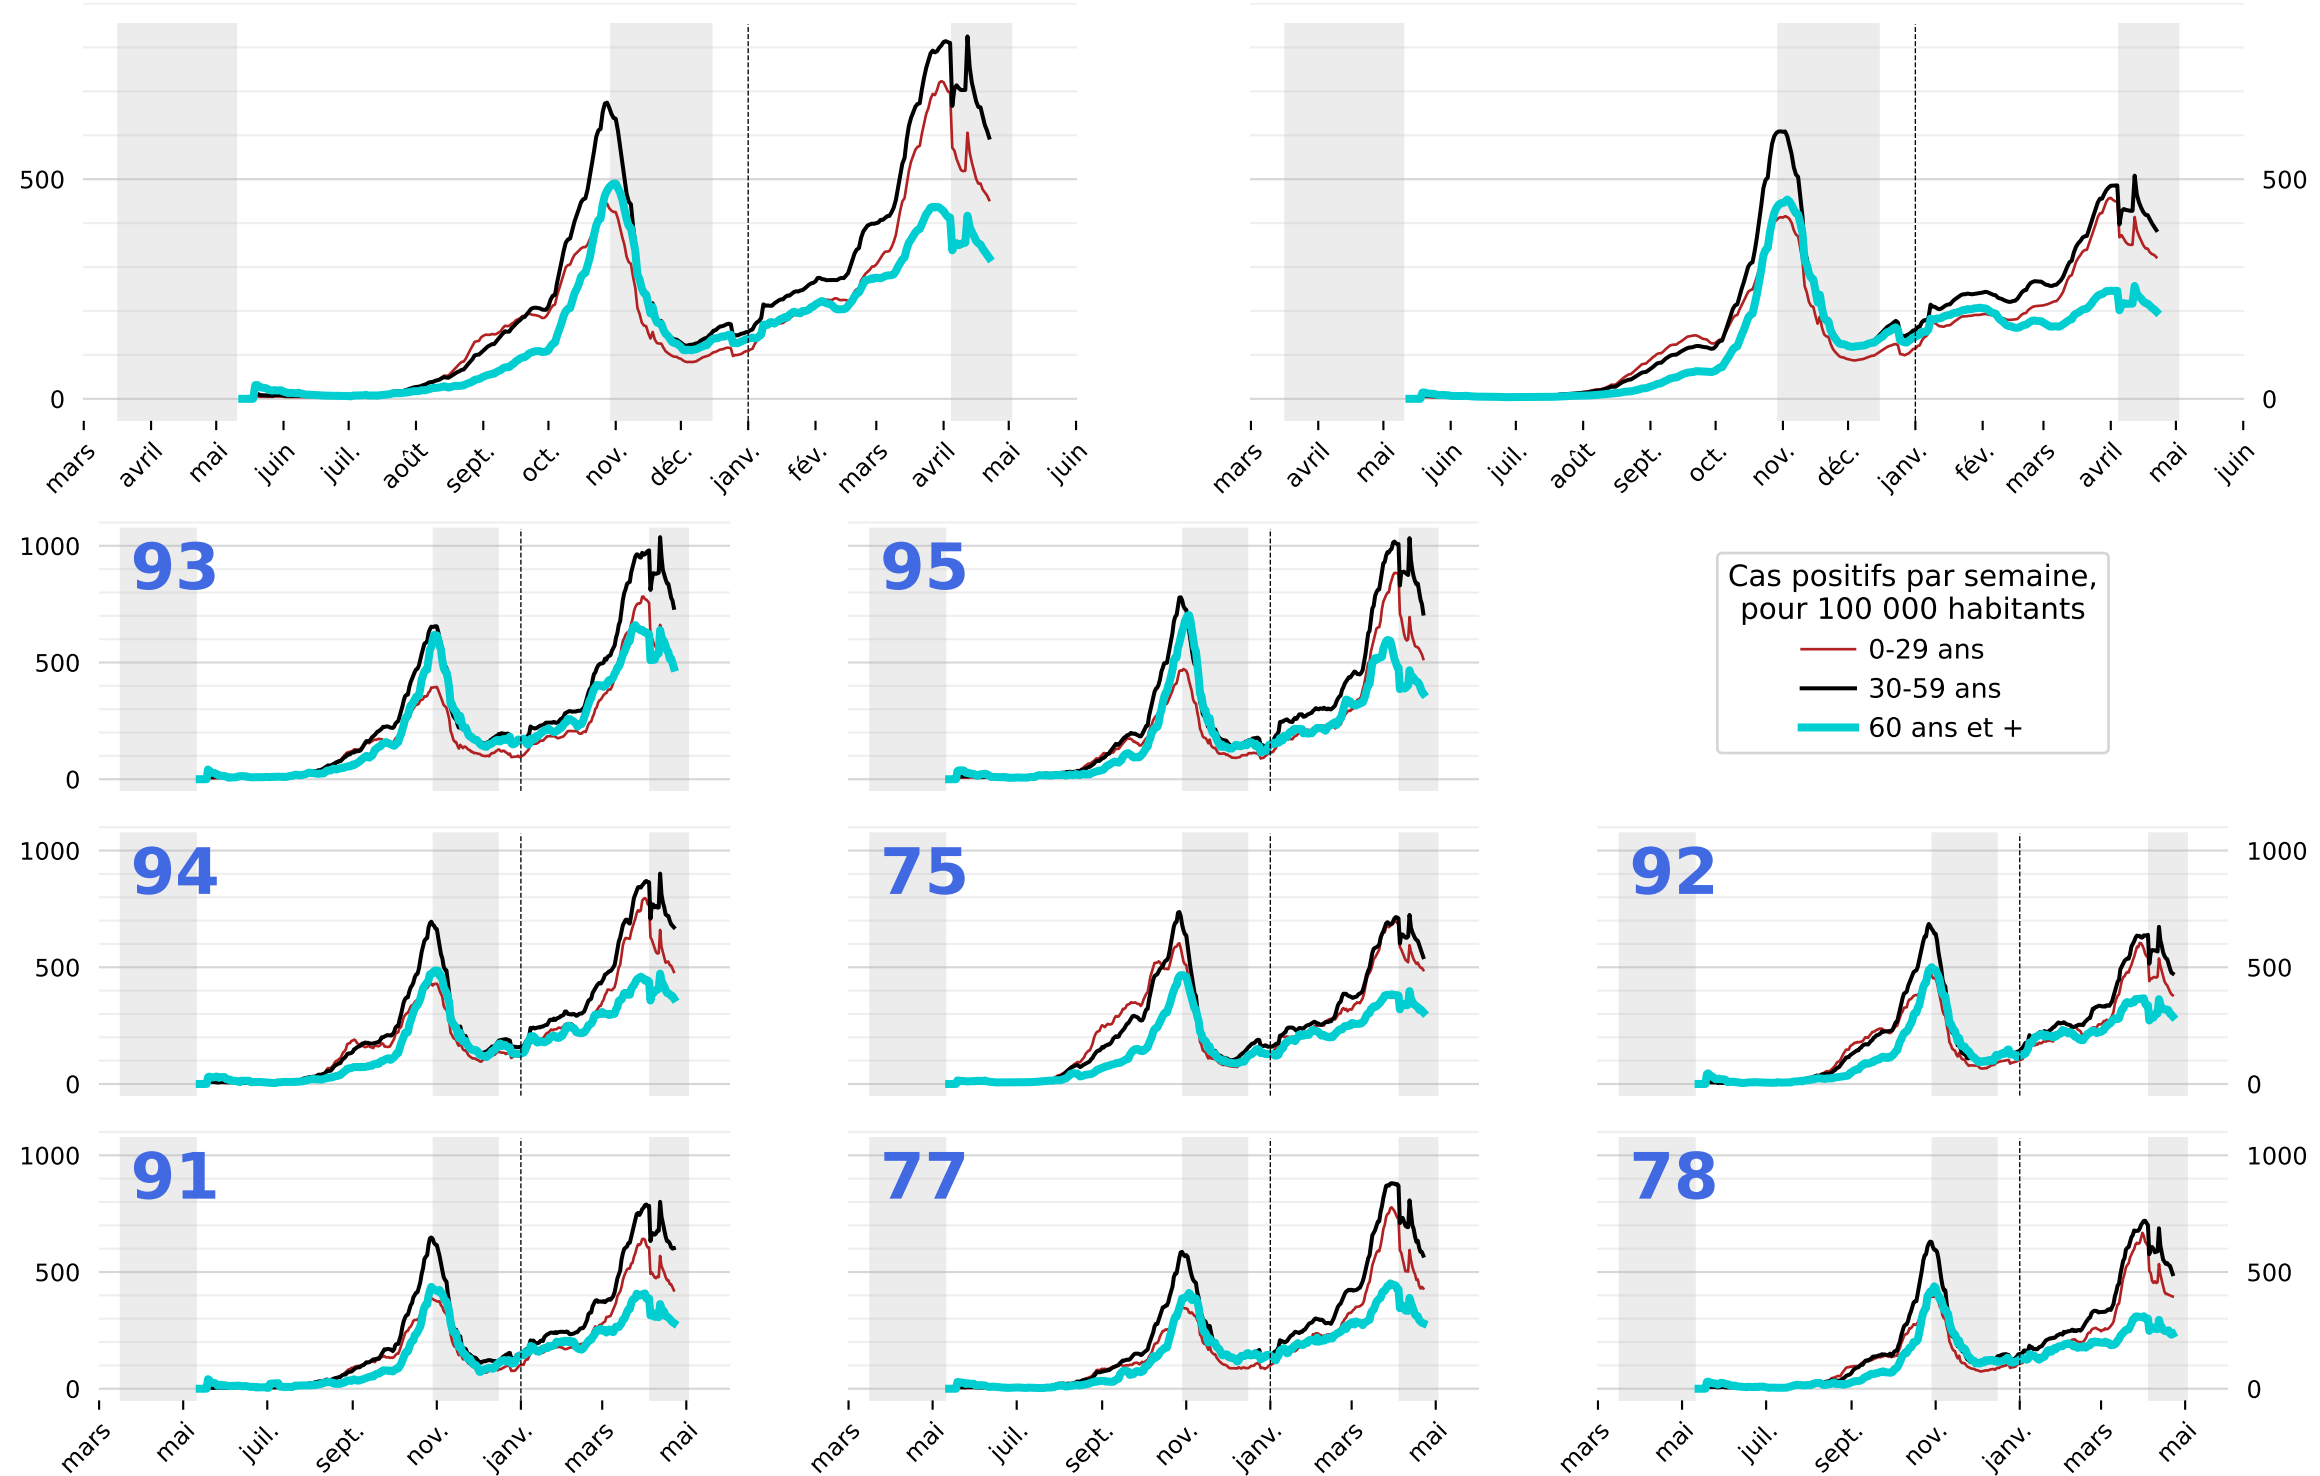 500
0
mars avril mai juin juil. août sept. oct. nov. déc. janv. fév. mars avril mai juin
500
0
mars avril mai juin juil. août sept. oct. nov. déc. janv. fév. mars avril mai juin
1000
500
0
93
95
Cas positifs par semaine,
pour 100 000 habitants
0-29 ans
30-59 ans
60 ans et +
1000
500
0
94
75
92
1000
500
0
1000
500
0
91
77
78
1000
500
0
mars mai juil. sept. nov. janv. mars mai
mars mai juil. sept. nov. janv. mars mai
mars mai juil. sept. nov. janv. mars mai